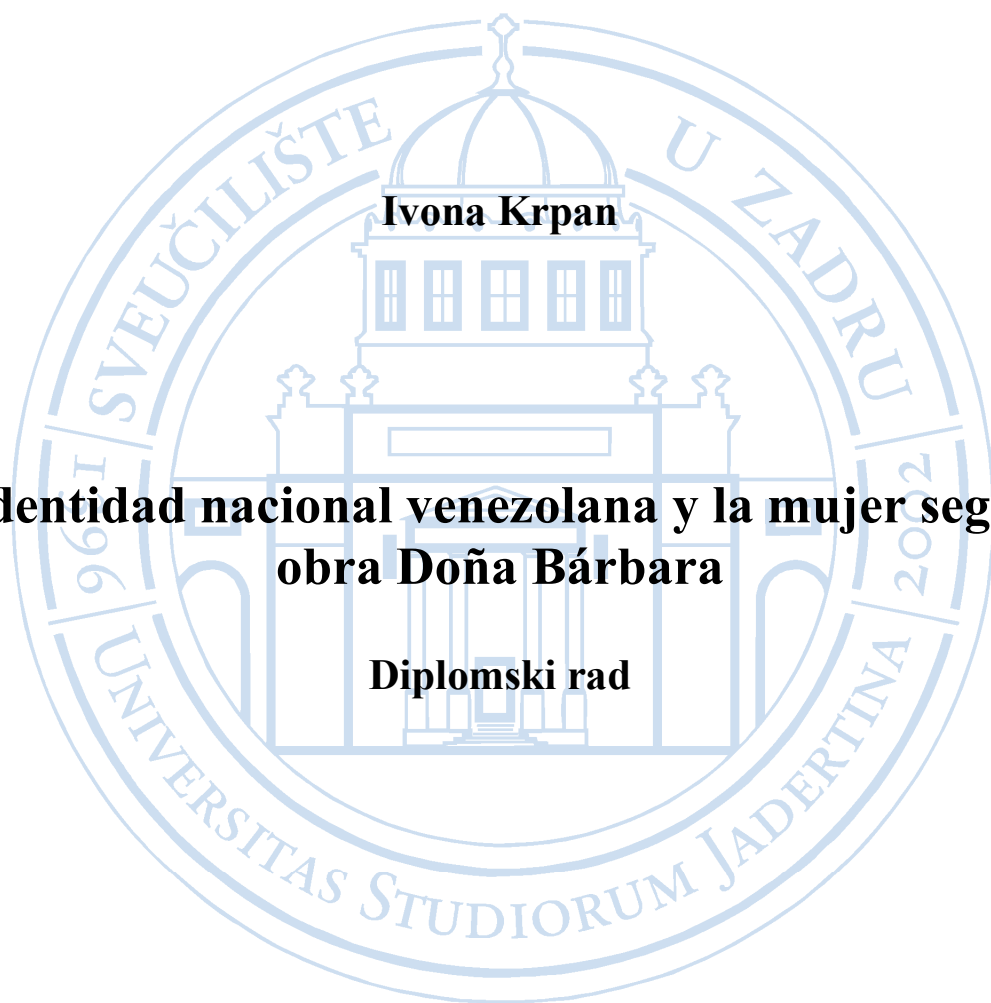 Ivona Krpan
dentidad nacional venezolana y la mujer seg
obra Doña Bárbara
Diplomski rad
SVEUČILIŠTE U ZADRU
1396
2002
UNIVERSITAS STUDIORUM JADERTINA